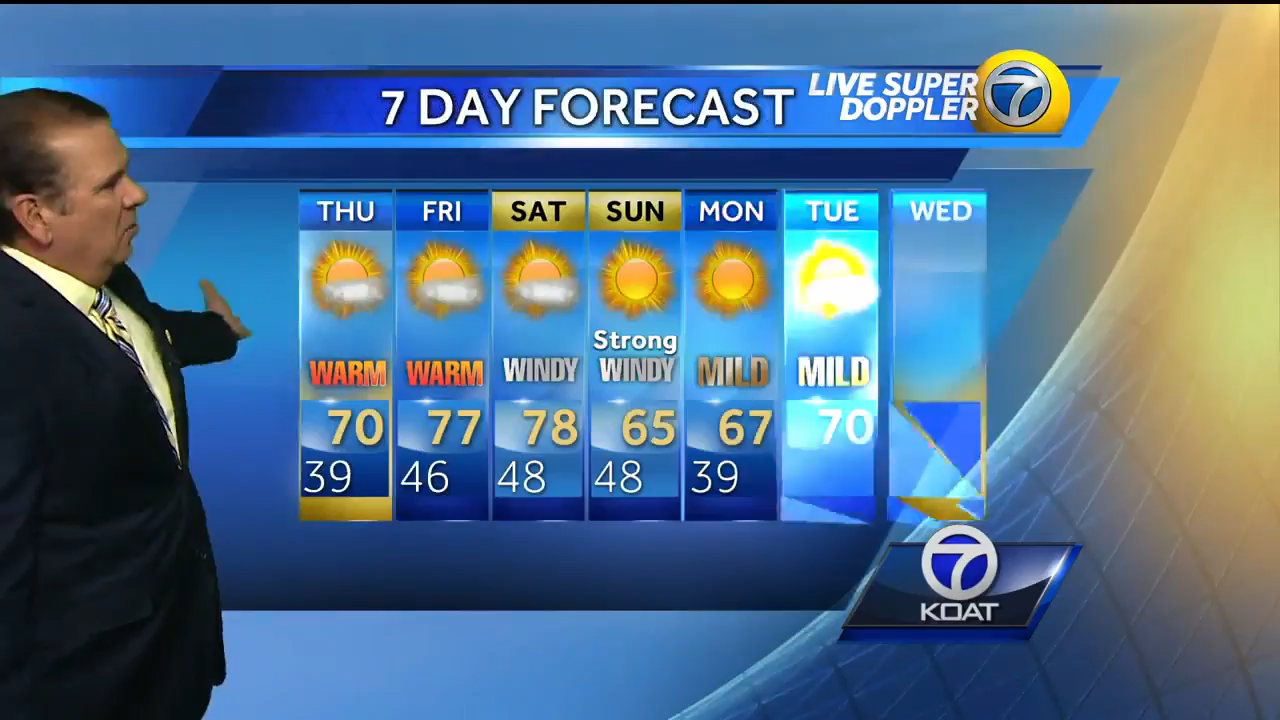 7 DAY FORECAST
LIVE SUPER
DOPPLER 7
THU FRI SAT SUN MON TUE WED
Strong
WARM WARM WINDY WINDY MILD MILD
70 77 78 65 67 70
39 46 48 48 39
7
KOAT